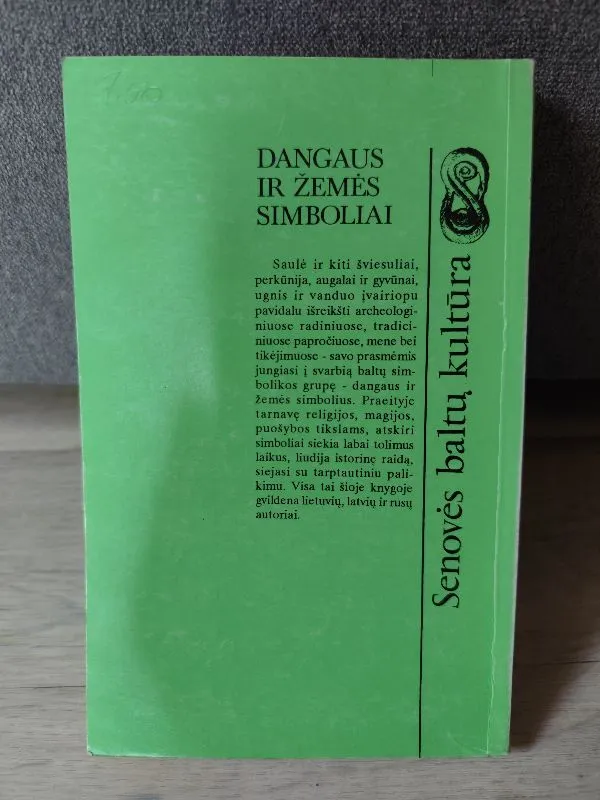 DANGAUS
IR ŽEMĖS
SIMBOLIAI
Saulė ir kiti šviesuliai,
perkūnija, augalai ir gyvūnai,
ugnis ir vanduo įvairiopu
pavidalu išreikšti archeologi-
niuose radiniuose, tradici-
niuose papročiuose, mene bei
tikėjimuose - savo prasmėmis
jungiasi į svarbią baltų sim-
bolikos grupę - dangaus ir
žemės simbolius. Praeityje
tarnavę religijos, magijos,
puošybos tikslams, atskiri
simboliai siekia labai tolimus
laikus, liudija istorinę raidą,
siejasi su tarptautiniu pali-
kimu. Visa tai šioje knygoje
gvildena lietuvių, latvių ir rusų
autoriai.
Senovės baltų kultūra